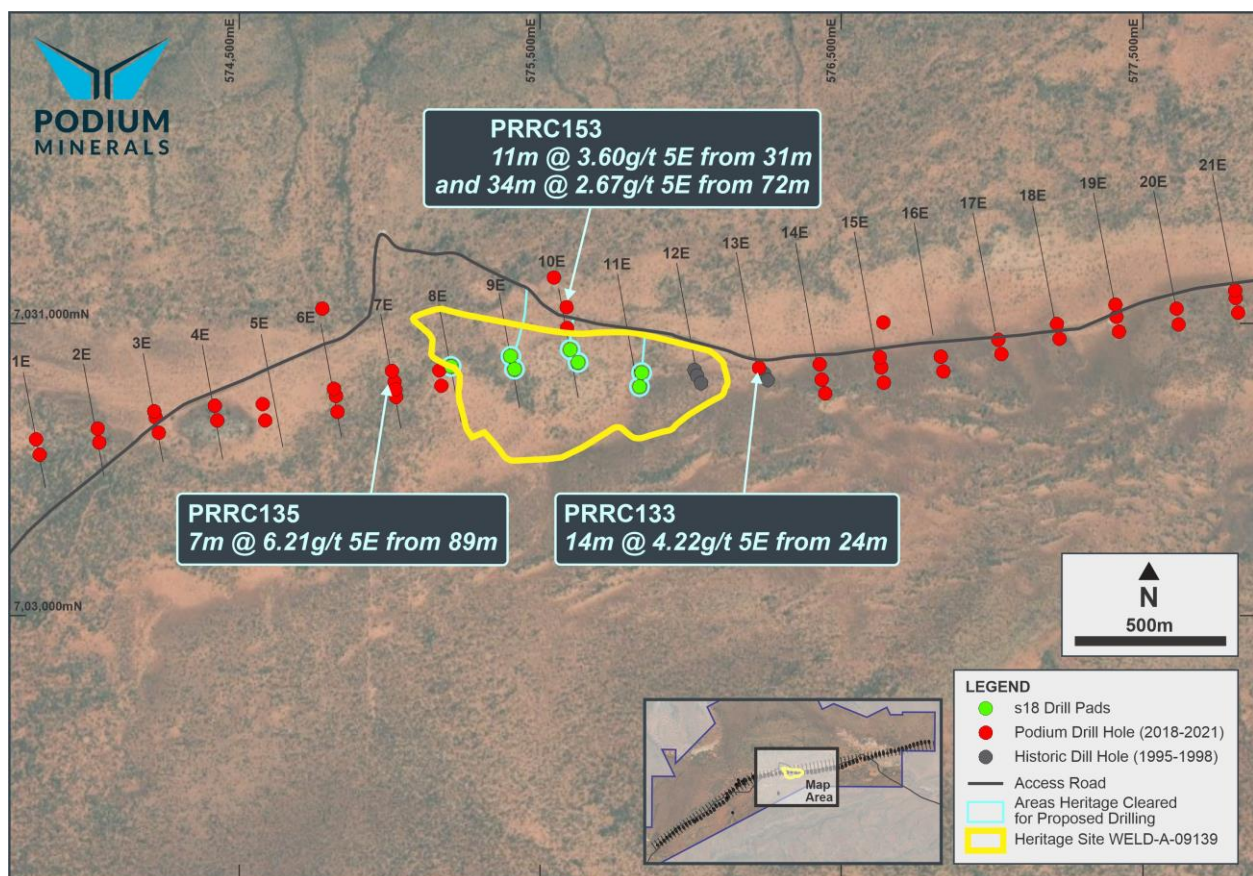 574,500mE
575,500mE
576,500mE
577,500mE
PODIUM
MINERALS
PRRC153
11m @ 3.60g/t 5E from 31m
and 34m @ 2.67g/t 5E from 72m
1E
2E
3E
4E
5E
6E
7E
8E
9E
10E
11E
12E
13E
14E
15E
16E
17E
18E
19E
20E
21E
7,031,000mN
PRRC135
7m @ 6.21g/t 5E from 89m
PRRC133
14m @ 4.22g/t 5E from 24m
7,03,000mN
N
500m
Map
Area
LEGEND
s18 Drill Pads
Podium Drill Hole (2018-2021)
Historic Dill Hole (1995-1998)
Access Road
Areas Heritage Cleared
for Proposed Drilling
Heritage Site WELD-A-09139